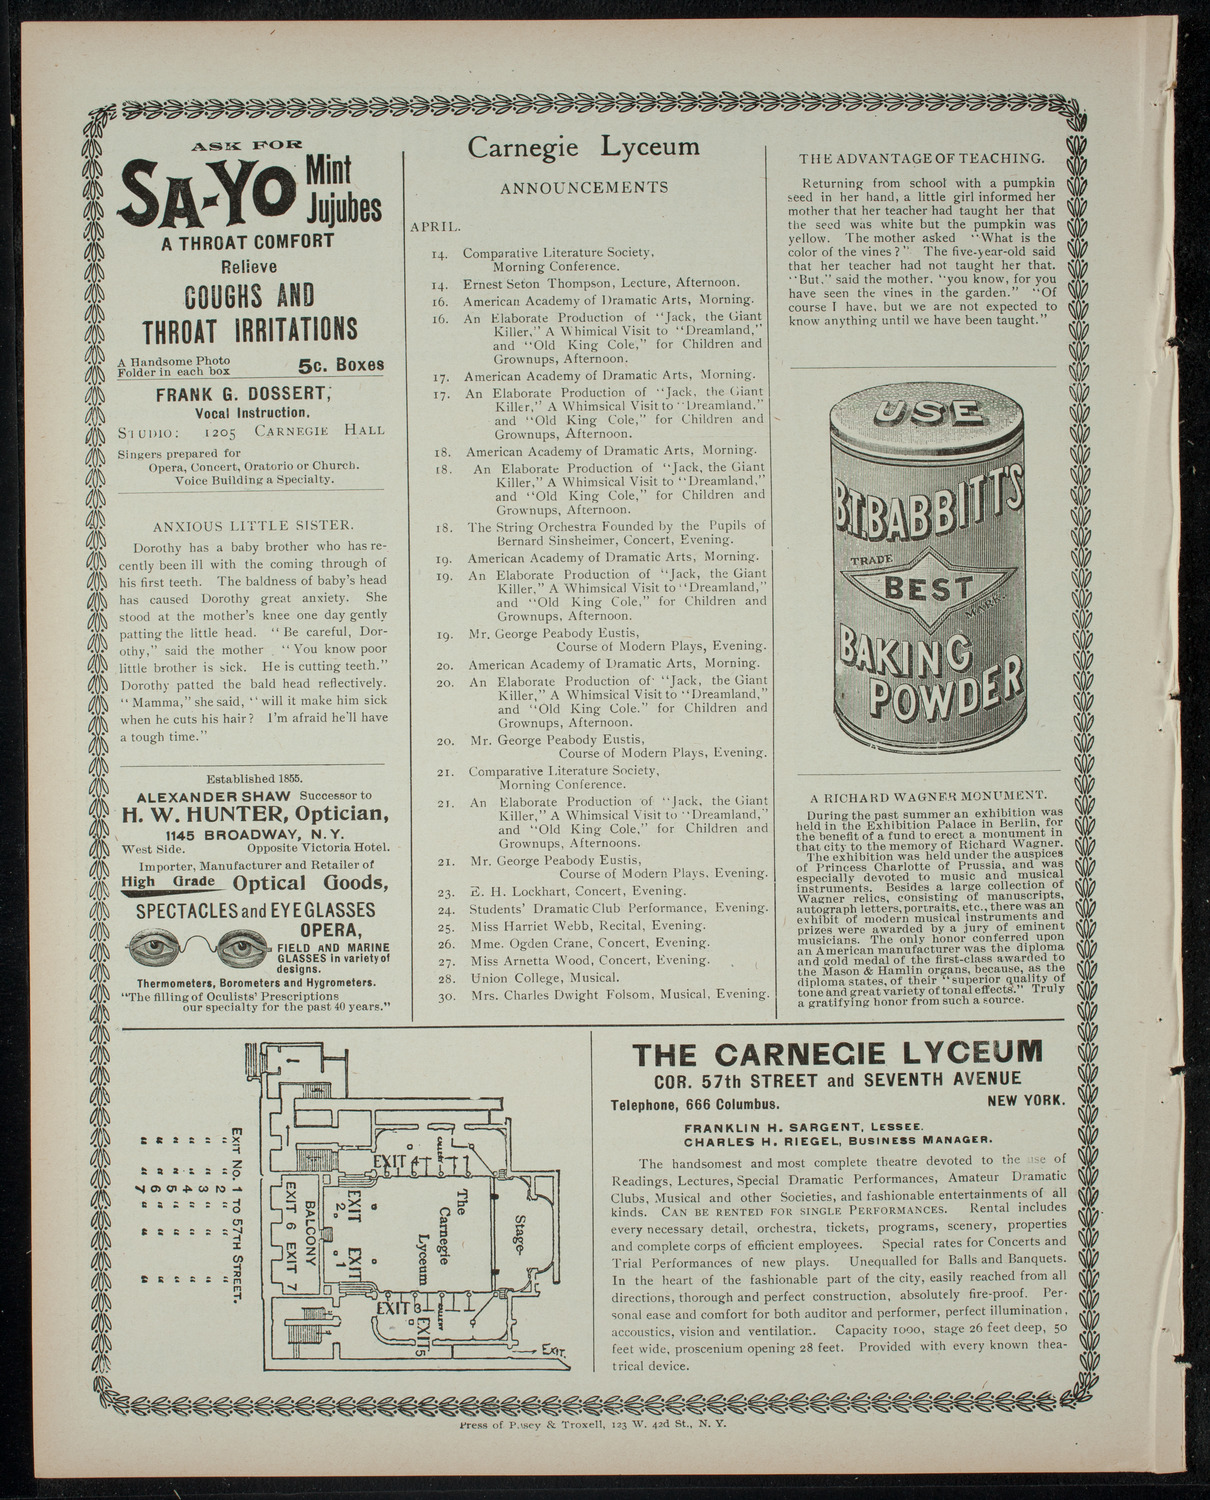 ASK FOR
SA-YO Mint Jujubes
A THROAT COMFORT
Relieve
COUGHS AND
THROAT IRRITATIONS
A Handsome Photo
Folder in each box 5c. Boxes
FRANK G. DOSSERT,
Vocal Instruction.
STUDIO: 1205 CARNEGIE HALL
Singers prepared for
Opera, Concert, Oratorio or Church.
Voice Building a Specialty.
ANXIOUS LITTLE SISTER.
Dorothy has a baby brother who has re-
cently been ill with the coming through of
his first teeth. The baldness of baby's head
has caused Dorothy great anxiety. She
stood at the mother's knee one day gently
patting the little head. "Be careful, Dor-
othy," said the mother. "You know poor
little brother is sick. He is cutting teeth."
Dorothy patted the bald head reflectively.
"Mamma," she said, "will it make him sick
when he cuts his hair? I'm afraid he'll have
a tough time."
Established 1855.
ALEXANDER SHAW Successor to
H. W. HUNTER, Optician,
1145 BROADWAY, N. Y.
West Side. Opposite Victoria Hotel.
Importer, Manufacturer and Retailer of
High Grade Optical Goods,
SPECTACLES and EYEGLASSES
OPERA,
FIELD AND MARINE
GLASSES in variety of
designs.
Thermometers, Borometers and Hygrometers.
"The filling of Oculists' Prescriptions
our specialty for the past 40 years."
Carnegie Lyceum
ANNOUNCEMENTS
APRIL.
14. Comparative Literature Society,
Morning Conference.
14. Ernest Seton Thompson, Lecture, Afternoon.
16. American Academy of Dramatic Arts, Morning.
16. An Elaborate Production of "Jack, the Giant
Killer," A Whimical Visit to "Dreamland,"
and "Old King Cole," for Children and
Grownups, Afternoon.
17. American Academy of Dramatic Arts, Morning.
17. An Elaborate Production of "Jack, the Giant
Killer," A Whimsical Visit to "Dreamland,"
and "Old King Cole," for Children and
Grownups, Afternoon.
18. American Academy of Dramatic Arts, Morning.
18. An Elaborate Production of "Jack, the Giant
Killer," A Whimsical Visit to "Dreamland,"
and "Old King Cole," for Children and
Grownups, Afternoon.
18. The String Orchestra Founded by the Pupils of
Bernard Sinsheimer, Concert, Evening.
19. American Academy of Dramatic Arts, Morning.
19. An Elaborate Production of "Jack, the Giant
Killer," A Whimsical Visit to "Dreamland,"
and "Old King Cole," for Children and
Grownups, Afternoon.
19. Mr. George Peabody Eustis,
Course of Modern Plays, Evening.
20. American Academy of Dramatic Arts, Morning.
20. An Elaborate Production of "Jack, the Giant
Killer," A Whimsical Visit to "Dreamland,"
and "Old King Cole." for Children and
Grownups, Afternoon.
20. Mr. George Peabody Eustis,
Course of Modern Plays, Evening.
21. Comparative Literature Society,
Morning Conference.
21. An Elaborate Production of "Jack, the Giant
Killer," A Whimsical Visit to "Dreamland,"
and "Old King Cole," for Children and
Grownups, Afternoons.
21. Mr. George Peabody Eustis,
Course of Modern Plays, Evening.
23. E. H. Lockhart, Concert, Evening.
24. Students' Dramatic Club Performance, Evening.
25. Miss Harriet Webb, Recital, Evening.
26. Mme. Ogden Crane, Concert, Evening.
27. Miss Arnetta Wood, Concert, Evening.
28. Union College, Musical.
30. Mrs. Charles Dwight Folsom, Musical, Evening.
THE ADVANTAGE OF TEACHING.
Returning from school with a pumpkin
seed in her hand, a little girl informed her
mother that her teacher had taught her that
the seed was white but the pumpkin was
yellow. The mother asked "What is the
color of the vines?" The five-year-old said
that her teacher had not taught her that.
"But," said the mother, "you know, for you
have seen the vines in the garden." "Of
course I have, but we are not expected to
know anything until we have been taught."
USE
B.T. BABBITT'S
TRADE
BEST
MARK.
BAKING
POWDER
A RICHARD WAGNER MONUMENT.
During the past summer an exhibition was
held in the Exhibition Palace in Berlin, for
the benefit of a fund to erect a monument in
that city to the memory of Richard Wagner.
The exhibition was held under the auspices
of Princess Charlotte of Prussia, and was
especially devoted to music and musical
instruments. Besides a large collection of
Wagner relics, consisting of manuscripts,
autograph letters, portraits, etc., there was an
exhibit of modern musical instruments and
prizes were awarded by a jury of eminent
musicians. The only honor conferred upon
an American manufacturer was the diploma
and gold medal of the first-class awarded to
the Mason & Hamlin organs, because, as the
diploma states, of their "superior quality of
tone and great variety of tonal effects." Truly
a gratifying honor from such a source.
EXIT NO. 1 TO 57TH STREET.
" " 2 " " "
" " 3 " " "
" " 4 " " "
" " 5 " " "
" " 6 " " "
" " 7 " " "
EXIT 4
GALLERY
EXIT 6 EXIT 7
BALCONY
EXIT 2
EXIT 1
The
Carnegie
Lyceum
Stage
EXIT 3
GALLERY
EXIT 5
EXIT.
THE CARNEGIE LYCEUM
COR. 57th STREET and SEVENTH AVENUE
Telephone, 666 Columbus. NEW YORK.
FRANKLIN H. SARGENT, LESSEE.
CHARLES H. RIEGEL, BUSINESS MANAGER.
The handsomest and most complete theatre devoted to the use of
Readings, Lectures, Special Dramatic Performances, Amateur Dramatic
Clubs, Musical and other Societies, and fashionable entertainments of all
kinds. CAN BE RENTED FOR SINGLE PERFORMANCES. Rental includes
every necessary detail, orchestra, tickets, programs, scenery, properties
and complete corps of efficient employees. Special rates for Concerts and
Trial Performances of new plays. Unequalled for Balls and Banquets.
In the heart of the fashionable part of the city, easily reached from all
directions, thorough and perfect construction, absolutely fire-proof. Per-
sonal ease and comfort for both auditor and performer, perfect illumination,
accoustics, vision and ventilation. Capacity 1000, stage 26 feet deep, 50
feet wide, proscenium opening 28 feet. Provided with every known thea-
trical device.
Press of Pusey & Troxell, 123 W. 42d St., N. Y.